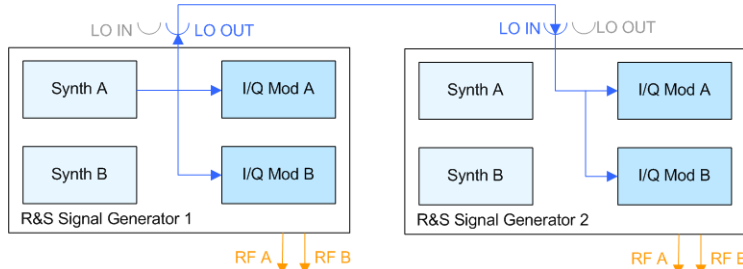 LO IN
LO OUT
LO IN
LO OUT
Synth A
I/Q Mod A
Synth B
I/Q Mod B
R&S Signal Generator 1
Synth A
I/Q Mod A
Synth B
I/Q Mod B
R&S Signal Generator 2
RF A
RF B
RF A
RF B